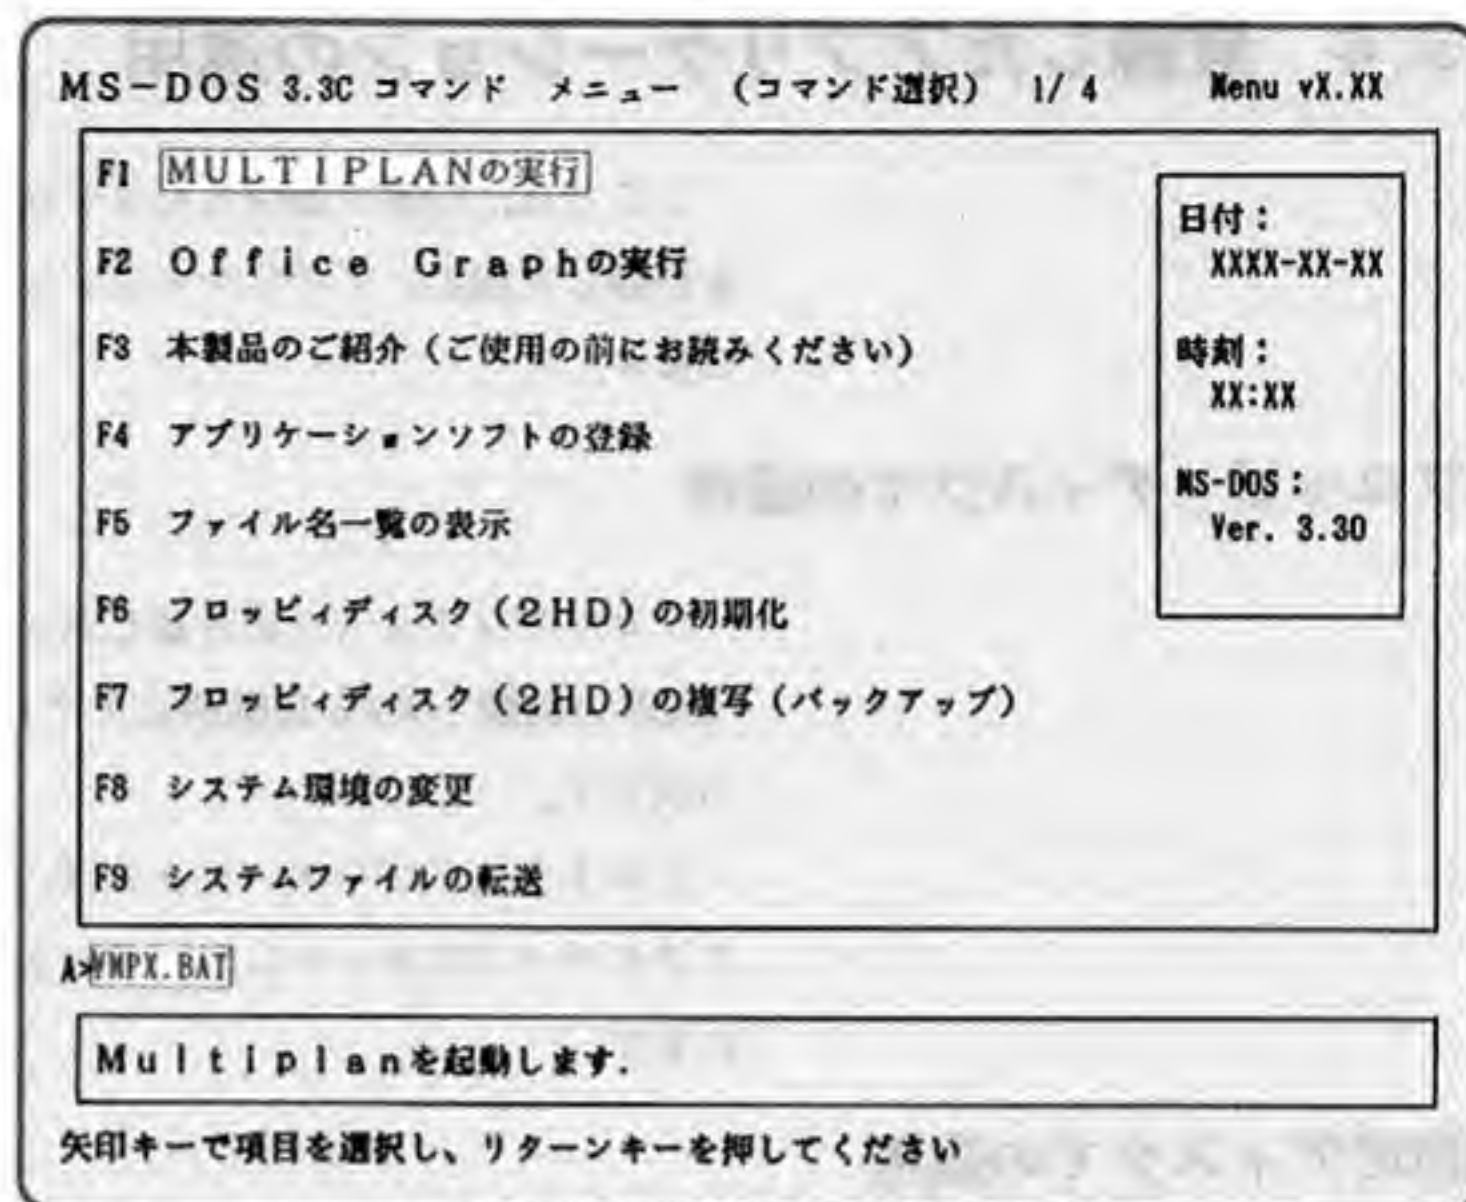 MS-DOS 3.3C コマンド メニュー (コマンド選択) 1/ 4 Menu vX.XX
F1 MULTIPLANの実行
F2 Office Graphの実行
F3 本製品のご紹介(ご使用の前にお読みください)
F4 アプリケーションソフトの登録
F5 ファイル名一覧の表示
F6 フロッピィディスク(2HD)の初期化
F7 フロッピィディスク(2HD)の複写(バックアップ)
F8 システム環境の変更
F9 システムファイルの転送
日付:
XXXX-XX-XX
時刻:
XX:XX
MS-DOS:
Ver. 3.30
A>¥MPX.BAT
Multiplanを起動します.
矢印キーで項目を選択し、リターンキーを押してください